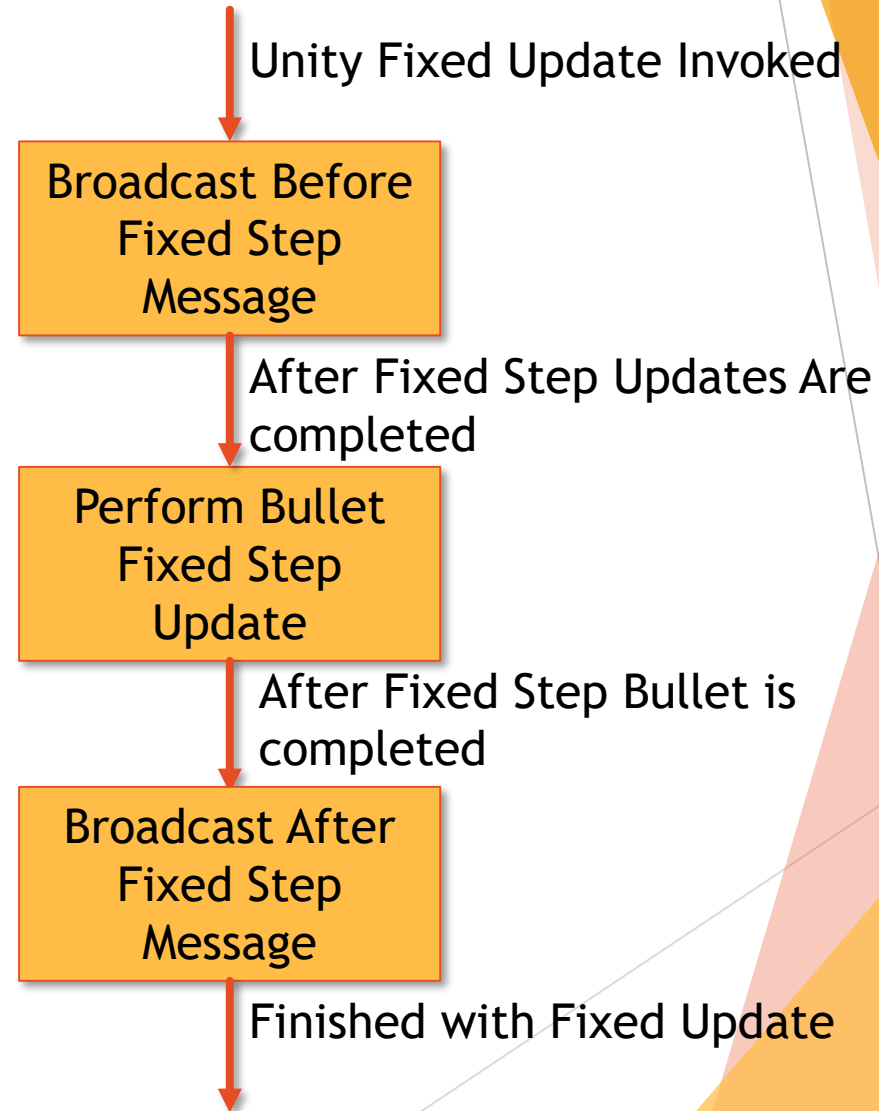 Unity Fixed Update Invoked
Broadcast Before
Fixed Step
Message
After Fixed Step Updates Are
completed
Perform Bullet
Fixed Step
Update
After Fixed Step Bullet is
completed
Broadcast After
Fixed Step
Message
Finished with Fixed Update